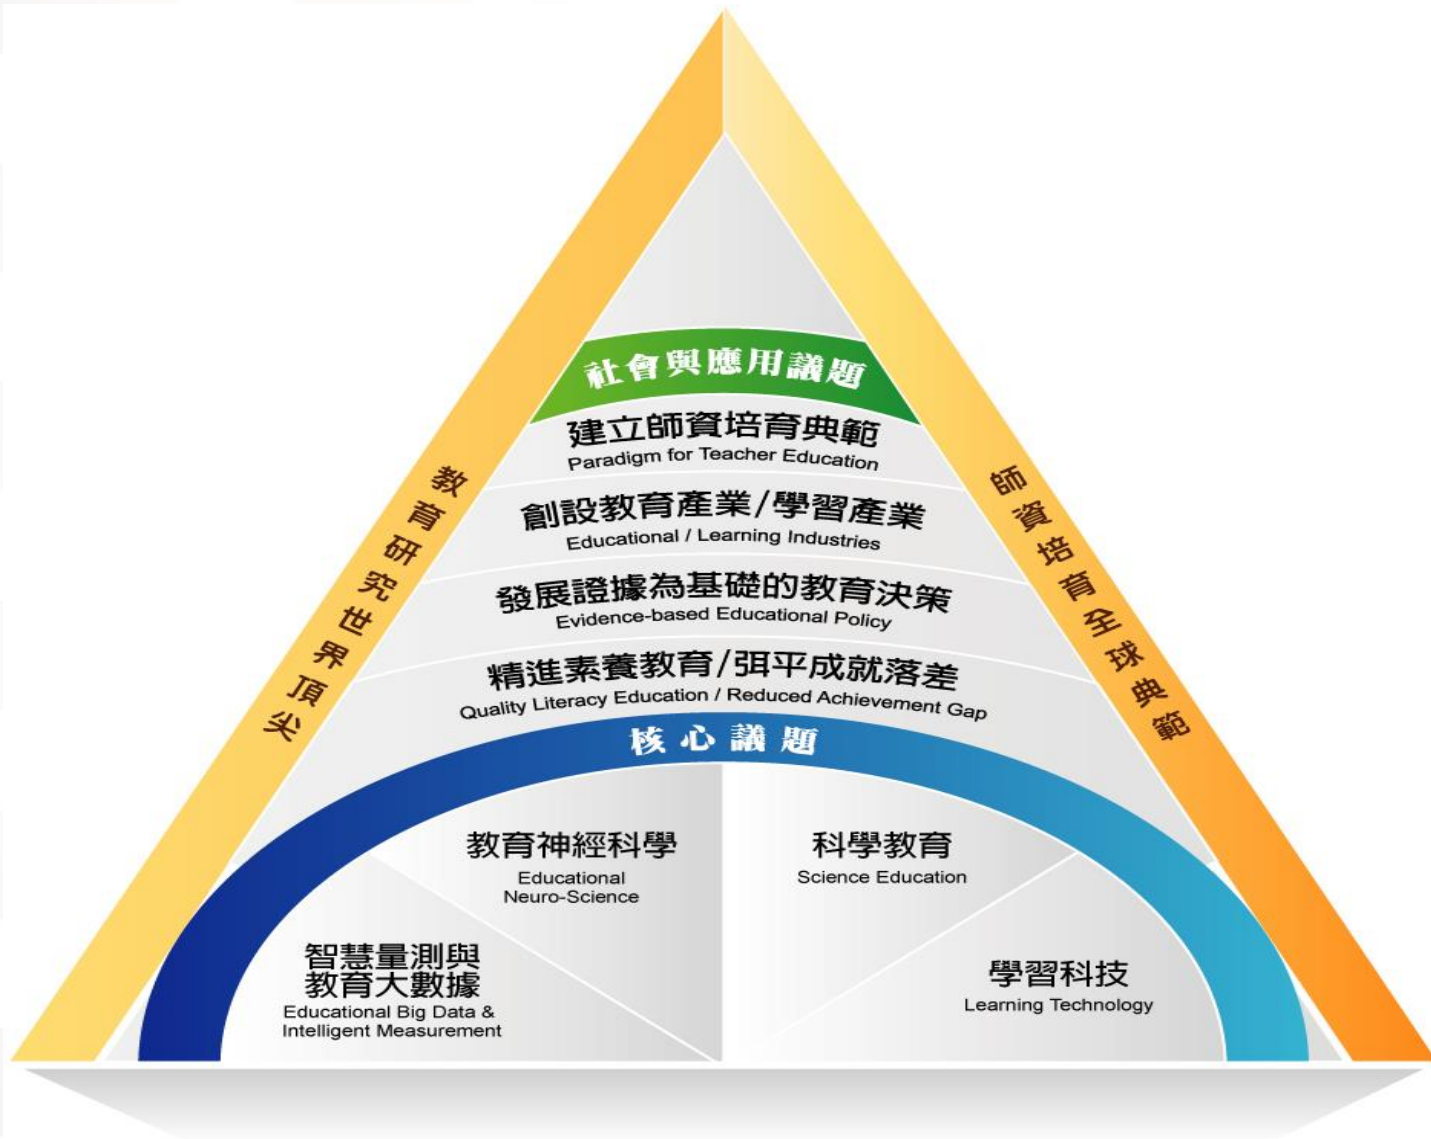 社會與應用議題
建立師資培育典範
Paradigm for Teacher Education
創設教育產業/學習產業
Educational / Learning Industries
發展證據為基礎的教育決策
Evidence-based Educational Policy
精進素養教育/弭平成就落差
Quality Literacy Education / Reduced Achievement Gap
教育研究世界頂尖
師資培育全球典範
核心議題
教育神經科學
Educational
Neuro-Science
科學教育
Science Education
智慧量測與
教育大數據
Educational Big Data &
Intelligent Measurement
學習科技
Learning Technology